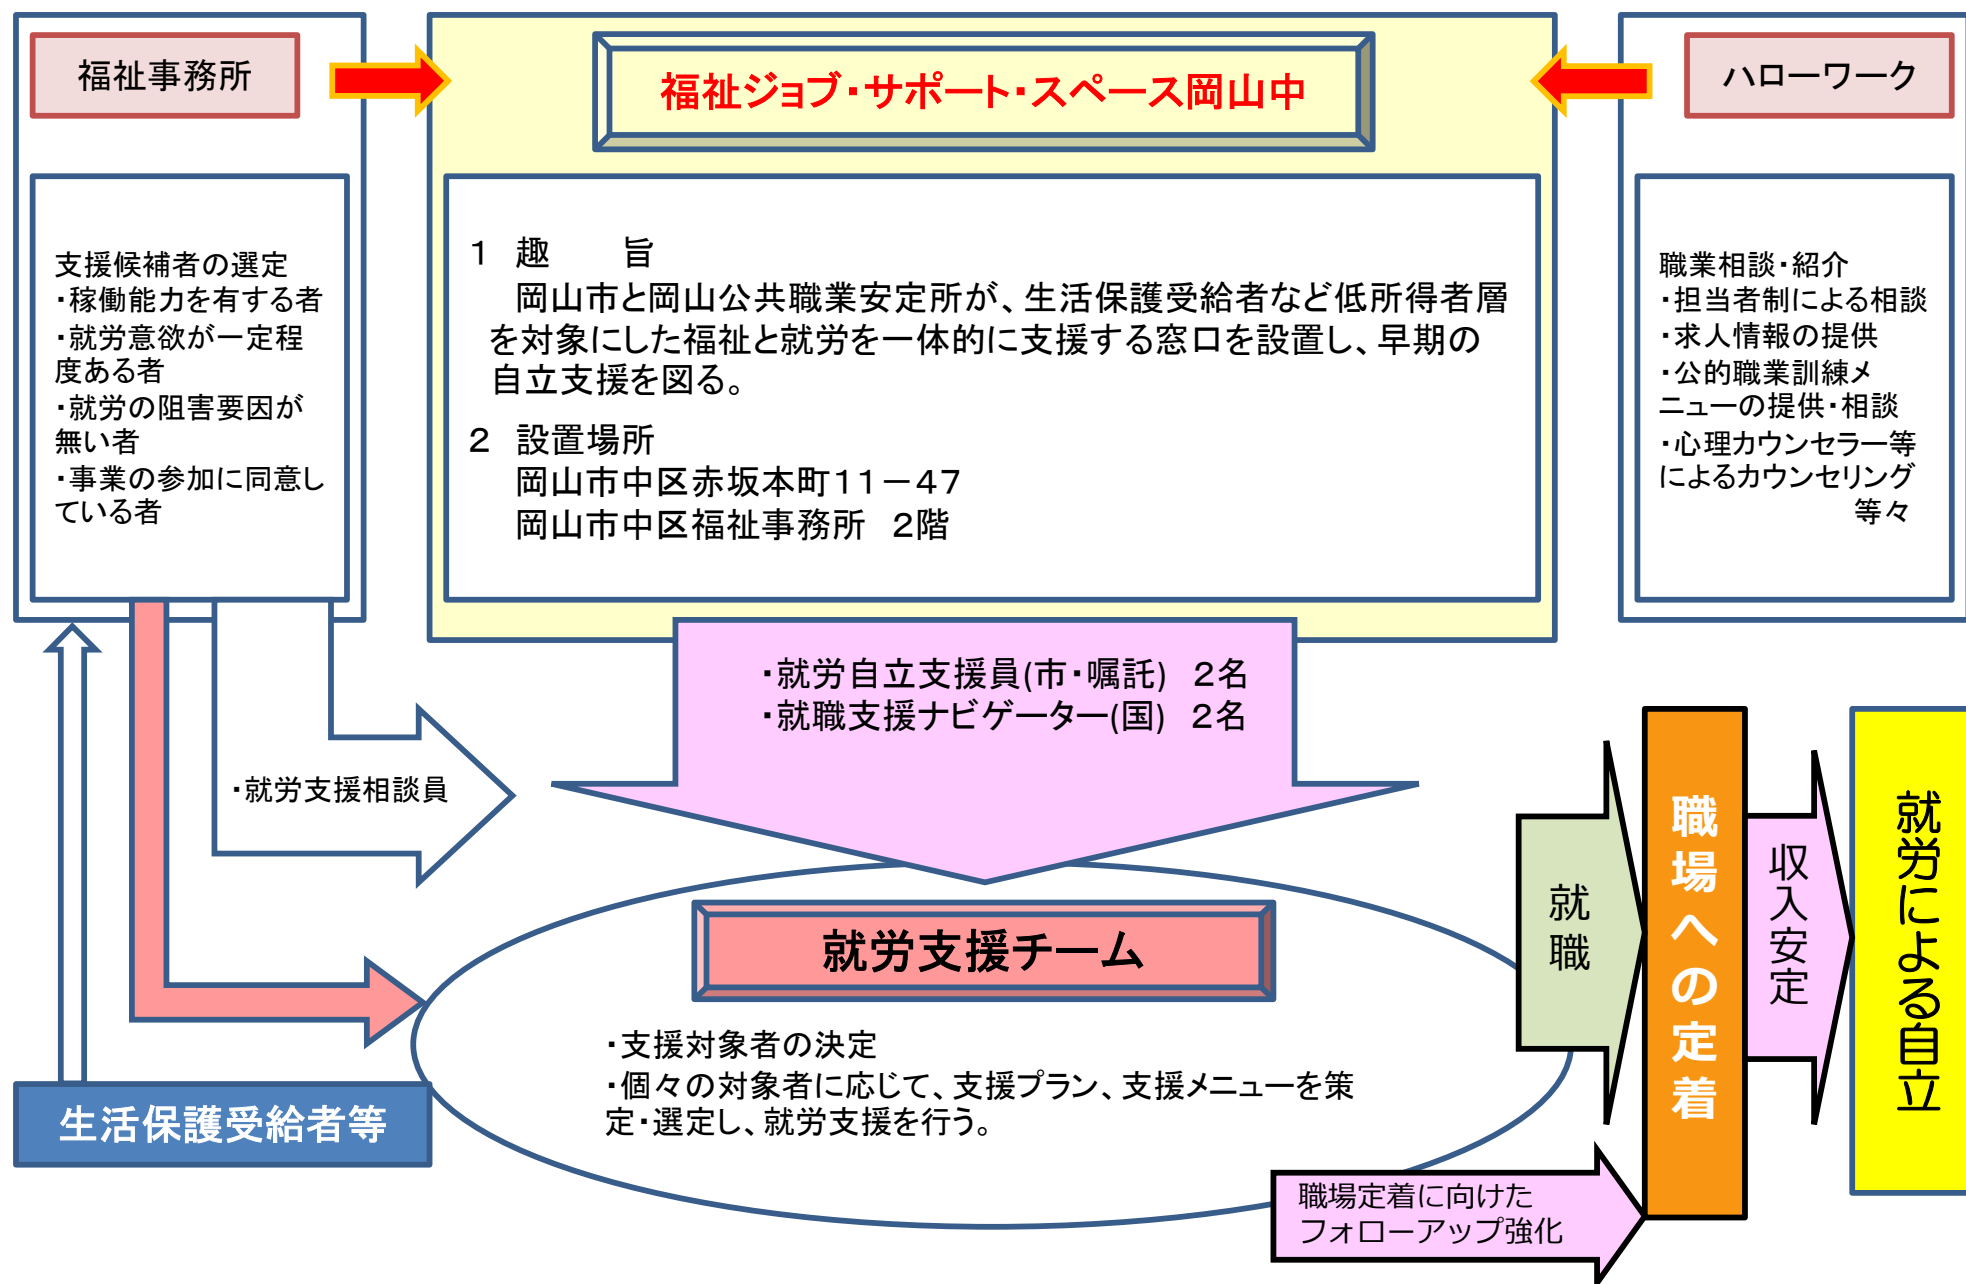 福祉事務所
福祉ジョブ・サポート・スペース岡山中
ハローワーク
支援候補者の選定
・稼働能力を有する者
・就労意欲が一定程
度ある者
・就労の阻害要因が
無い者
・事業の参加に同意し
ている者
１　趣　　旨
岡山市と岡山公共職業安定所が、生活保護受給者など低所得者層
を対象にした福祉と就労を一体的に支援する窓口を設置し、早期の
自立支援を図る。
２　設置場所
岡山市中区赤坂本町１１－４７
岡山市中区福祉事務所　２階
職業相談・紹介
・担当者制による相談
・求人情報の提供
・公的職業訓練メ
ニューの提供・相談
・心理カウンセラー等
によるカウンセリング
等々
・就労自立支援員(市・嘱託)　２名
・就職支援ナビゲーター(国)　２名
・就労支援相談員
就労支援チーム
・支援対象者の決定
・個々の対象者に応じて、支援プラン、支援メニューを策
定・選定し、就労支援を行う。
生活保護受給者等
就職
職場への定着
収入安定
就労による自立
職場定着に向けた
フォローアップ強化